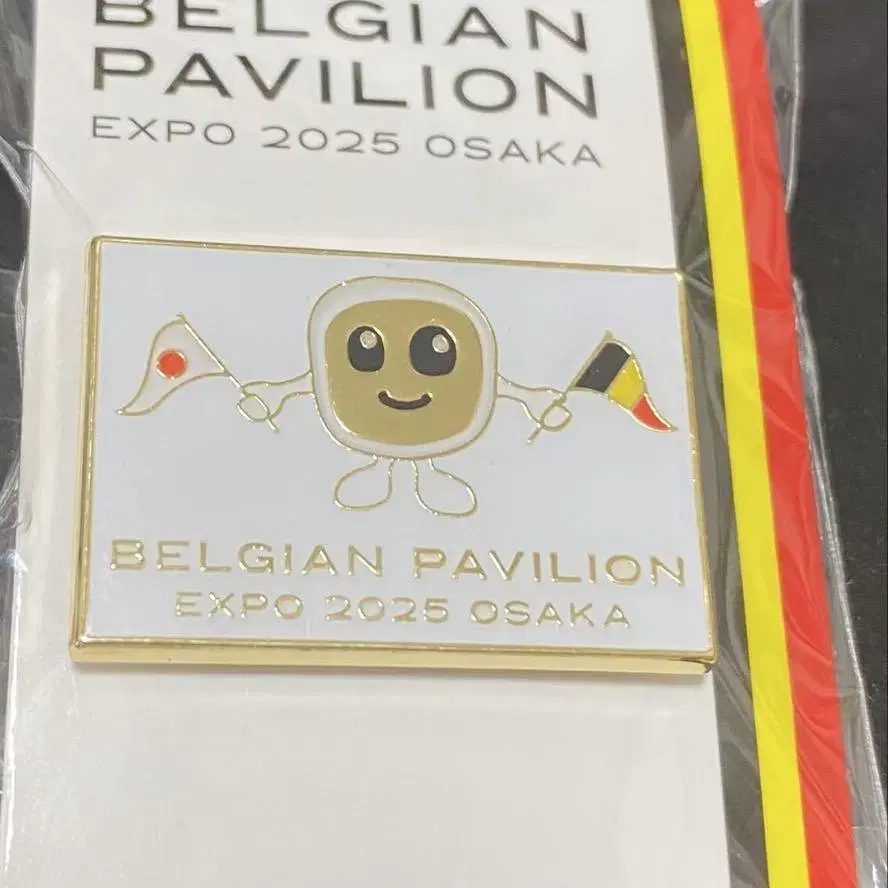 BELGIAN
PAVILION
EXPO 2025 OSAKA
BELGIAN PAVILION
EXPO 2025 OSAKA